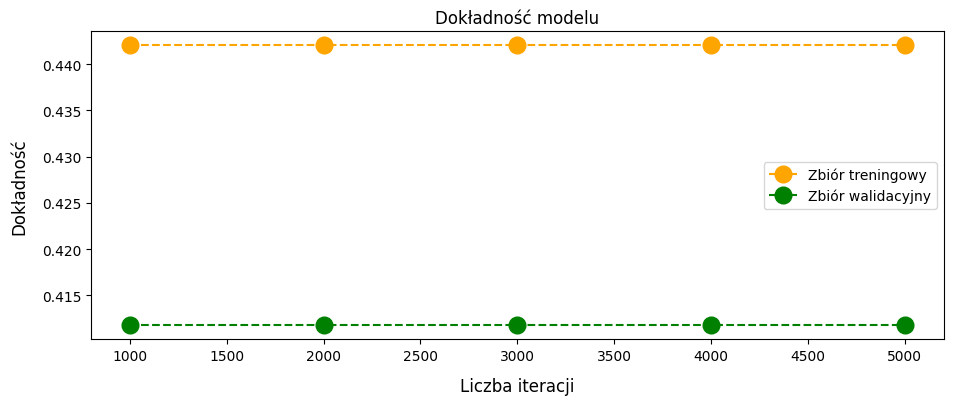 Dokładność modelu
Dokładność
0.440
0.435
0.430
0.425
0.420
0.415
Zbiór treningowy
Zbiór walidacyjny
1000 1500 2000 2500 3000 3500 4000 4500 5000
Liczba iteracji